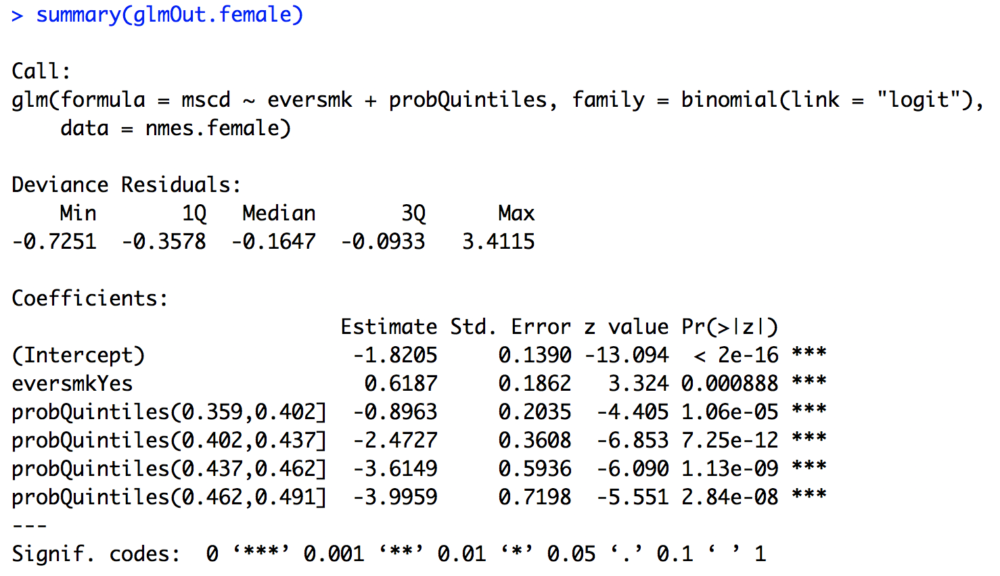 > summary(glmOut.female)
Call:
glm(formula = mscd ~ eversmk + probQuintiles, family = binomial(link = "logit"),
    data = nmes.female)
Deviance Residuals:
    Min       1Q   Median       3Q      Max
-0.7251  -0.3578  -0.1647  -0.0933   3.4115
Coefficients:
                           Estimate Std. Error z value Pr(>|z|)
(Intercept)                 -1.8205     0.1390 -13.094  < 2e-16 ***
eversmkYes                   0.6187     0.1862   3.324 0.000888 ***
probQuintiles(0.359,0.402]  -0.8963     0.2035  -4.405 1.06e-05 ***
probQuintiles(0.402,0.437]  -2.4727     0.3608  -6.853 7.25e-12 ***
probQuintiles(0.437,0.462]  -3.6149     0.5936  -6.090 1.13e-09 ***
probQuintiles(0.462,0.491]  -3.9959     0.7198  -5.551 2.84e-08 ***
---
Signif. codes:  0 ‘***’ 0.001 ‘**’ 0.01 ‘*’ 0.05 ‘.’ 0.1 ‘ ’ 1